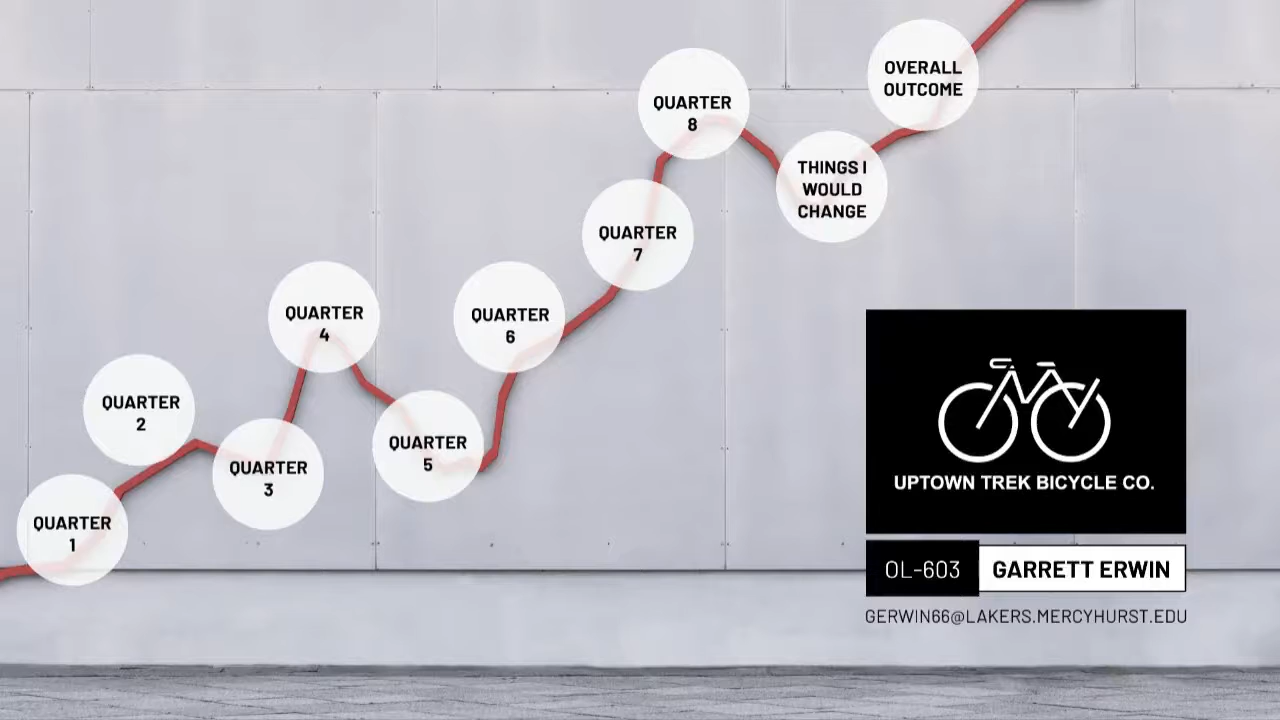 QUARTER
1
QUARTER
2
QUARTER
3
QUARTER
4
QUARTER
5
QUARTER
6
QUARTER
7
QUARTER
8
THINGS I
WOULD
CHANGE
OVERALL
OUTCOME
UPTOWN TREK BICYCLE CO.
OL-603
GARRETT ERWIN
GERWIN66@LAKERS.MERCYHURST.EDU